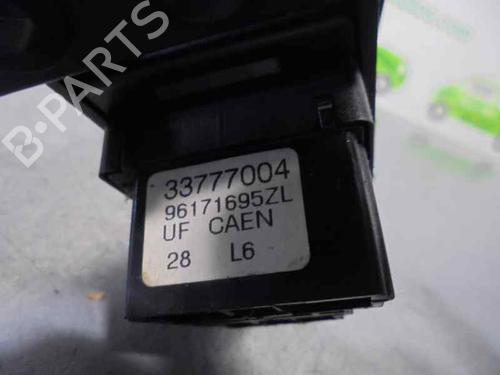 B·PARTS
33777004
96171695ZL
UF CAEN
28 L6